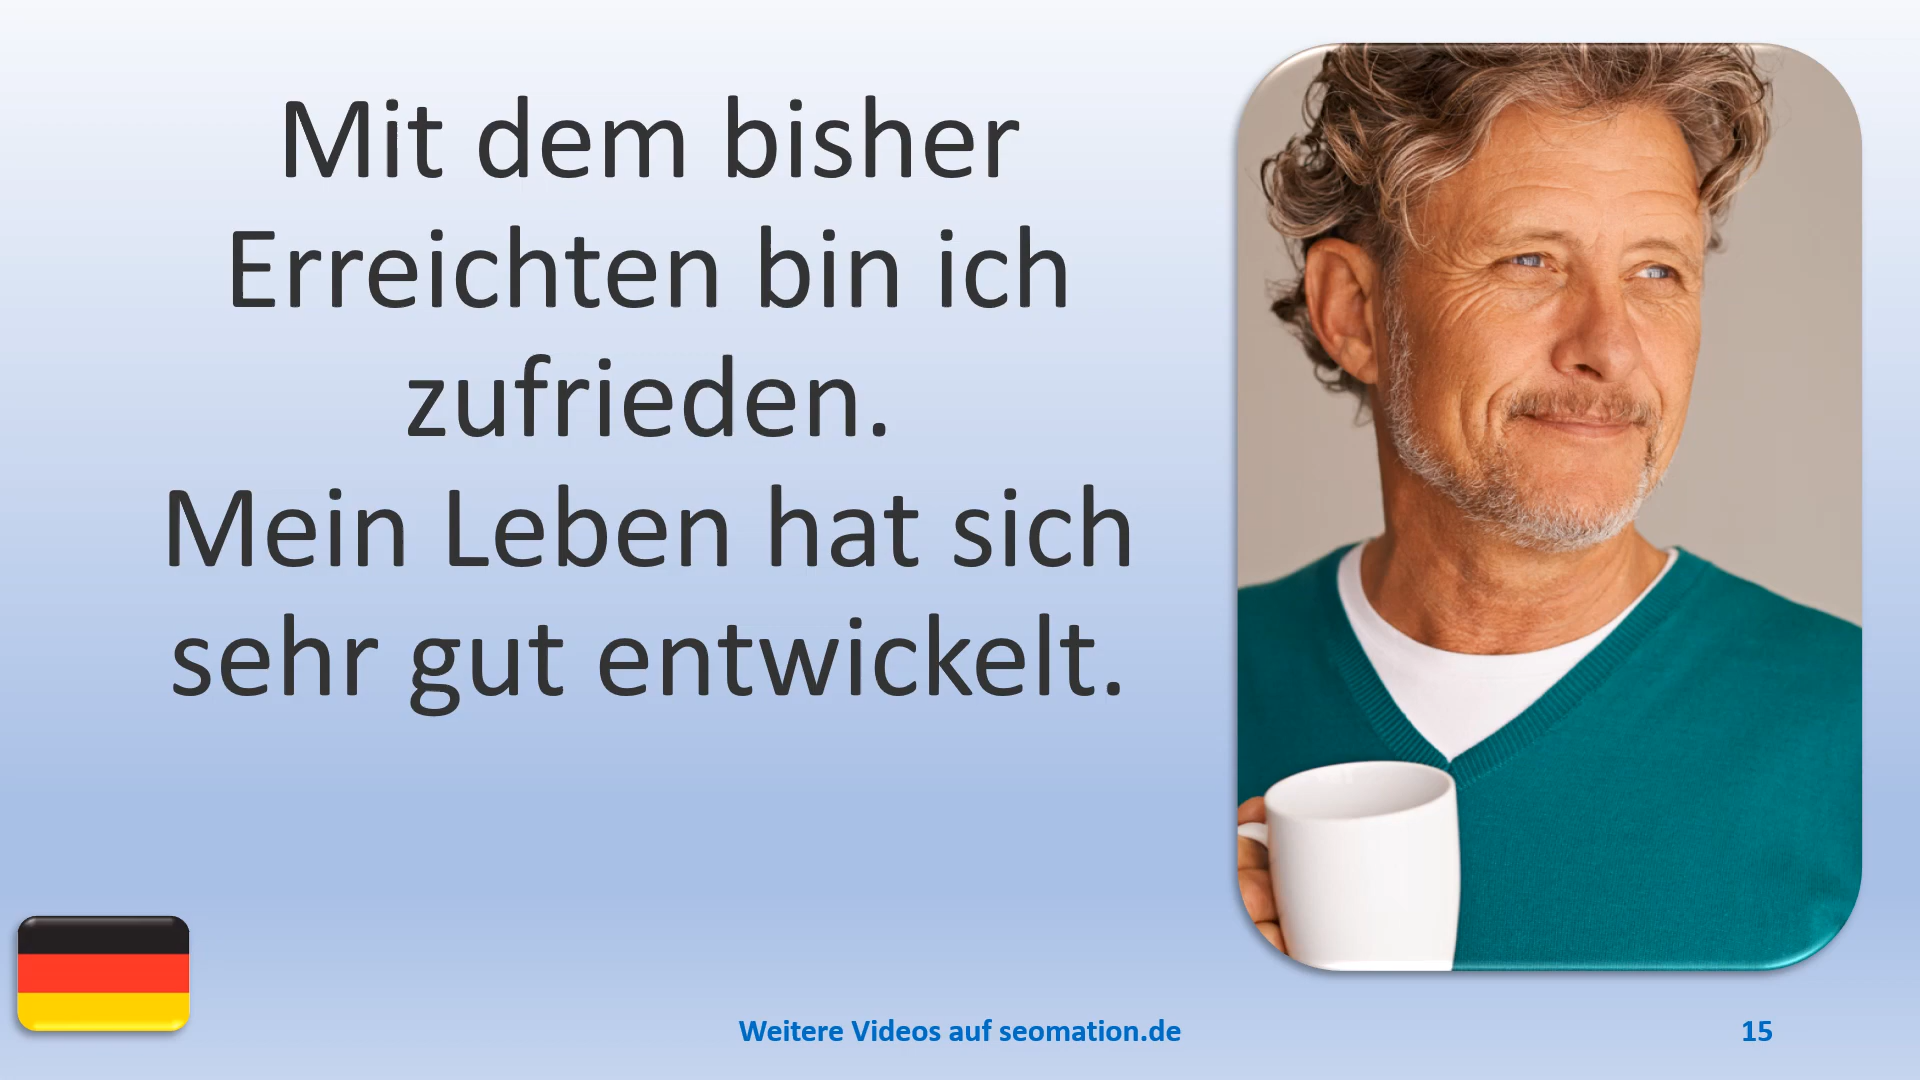 Mit dem bisher
Erreichten bin ich
zufrieden.
Mein Leben hat sich
sehr gut entwickelt.
Weitere Videos auf seomation.de
15